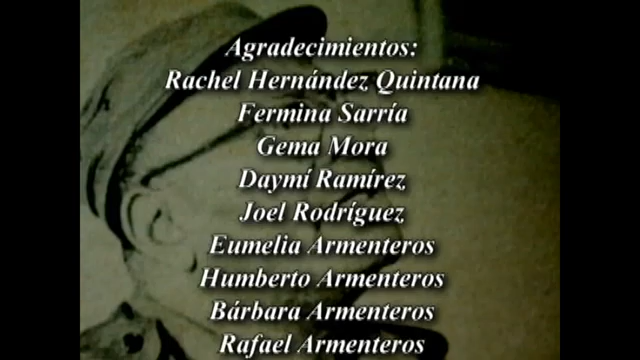 Agradecimientos:
Rachel Hernández Quintana
Fermina Sarría
Gema Mora
Daymí Ramírez
Joel Rodríguez
Eumelia Armenteros
Humberto Armenteros
Bárbara Armenteros
Rafael Armenteros